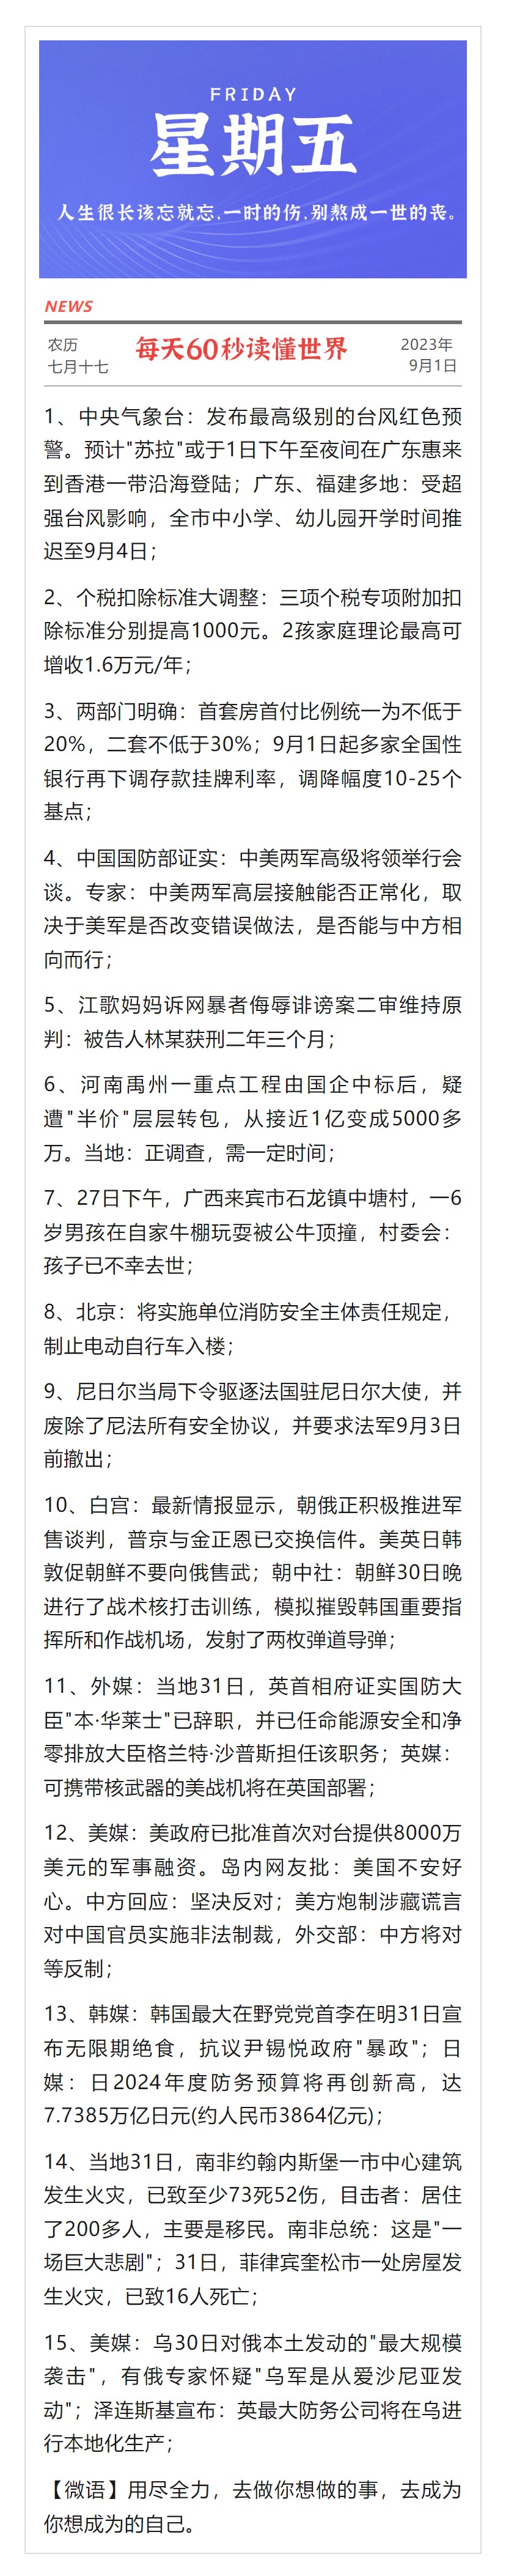 FRIDAY
星期五
人生很长该忘就忘,一时的伤,别熬成一世的丧。
NEWS
农历
七月十七
每天60秒读懂世界
2023年
9月1日
1、中央气象台：发布最高级别的台风红色预
警。预计"苏拉"或于1日下午至夜间在广东惠来
到香港一带沿海登陆；广东、福建多地：受超
强台风影响，全市中小学、幼儿园开学时间推
迟至9月4日；
2、个税扣除标准大调整：三项个税专项附加扣
除标准分别提高1000元。2孩家庭理论最高可
增收1.6万元/年；
3、两部门明确：首套房首付比例统一为不低于
20%，二套不低于30%；9月1日起多家全国性
银行再下调存款挂牌利率，调降幅度10-25个
基点；
4、中国国防部证实：中美两军高级将领举行会
谈。专家：中美两军高层接触能否正常化，取
决于美军是否改变错误做法，是否能与中方相
向而行；
5、江歌妈妈诉网暴者侮辱诽谤案二审维持原
判：被告人林某获刑二年三个月；
6、河南禹州一重点工程由国企中标后，疑
遭"半价"层层转包，从接近1亿变成5000多
万。当地：正调查，需一定时间；
7、27日下午，广西来宾市石龙镇中塘村，一6
岁男孩在自家牛棚玩耍被公牛顶撞，村委会：
孩子已不幸去世；
8、北京：将实施单位消防安全主体责任规定，
制止电动自行车入楼；
9、尼日尔当局下令驱逐法国驻尼日尔大使，并
废除了尼法所有安全协议，并要求法军9月3日
前撤出；
10、白宫：最新情报显示，朝俄正积极推进军
售谈判，普京与金正恩已交换信件。美英日韩
敦促朝鲜不要向俄售武；朝中社：朝鲜30日晚
进行了战术核打击训练，模拟摧毁韩国重要指
挥所和作战机场，发射了两枚弹道导弹；
11、外媒：当地31日，英首相府证实国防大
臣"本·华莱士"已辞职，并已任命能源安全和净
零排放大臣格兰特·沙普斯担任该职务；英媒：
可携带核武器的美战机将在英国部署；
12、美媒：美政府已批准首次对台提供8000万
美元的军事融资。岛内网友批：美国不安好
心。中方回应：坚决反对；美方炮制涉藏谎言
对中国官员实施非法制裁，外交部：中方将对
等反制；
13、韩媒：韩国最大在野党党首李在明31日宣
布无限期绝食，抗议尹锡悦政府"暴政"；日
媒：日2024年度防务预算将再创新高，达
7.7385万亿日元(约人民币3864亿元)；
14、当地31日，南非约翰内斯堡一市中心建筑
发生火灾，已致至少73死52伤，目击者：居住
了200多人，主要是移民。南非总统：这是"一
场巨大悲剧"；31日，菲律宾奎松市一处房屋发
生火灾，已致16人死亡；
15、美媒：乌30日对俄本土发动的"最大规模
袭击"，有俄专家怀疑"乌军是从爱沙尼亚发
动"；泽连斯基宣布：英最大防务公司将在乌进
行本地化生产；
【微语】用尽全力，去做你想做的事，去成为
你想成为的自己。